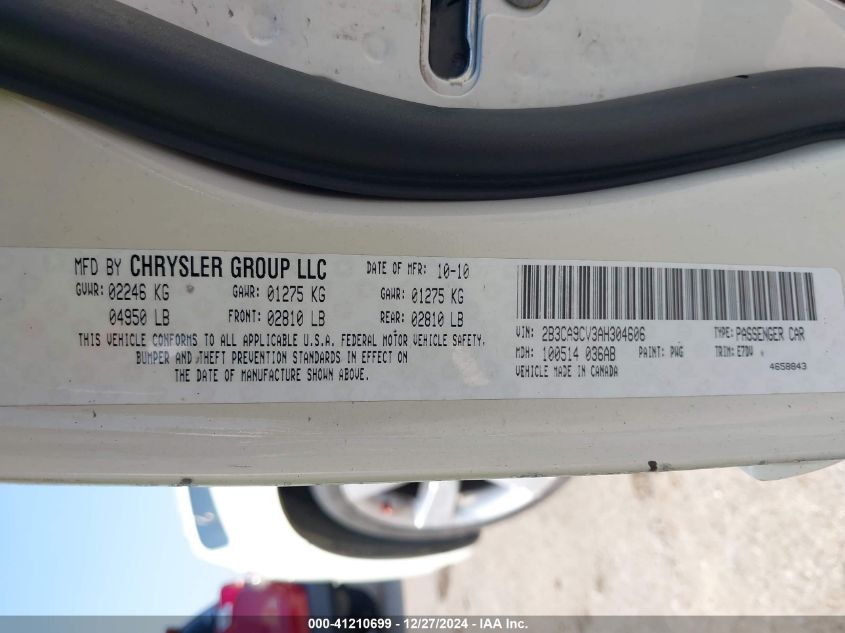 MFD BY CHRYSLER GROUP LLC DATE OF MFR: 10-10
GVWR: 02246 KG GAWR: 01275 KG GAWR: 01275 KG
04950 LB FRONT: 02810 LB REAR: 02810 LB
THIS VEHICLE CONFORMS TO ALL APPLICABLE U.S.A. FEDERAL MOTOR VEHICLE SAFETY,
BUMPER AND THEFT PREVENTION STANDARDS IN EFFECT ON
THE DATE OF MANUFACTURE SHOWN ABOVE.
VIN: 2B3CA9CV3AH304606 TYPE: PASSENGER CAR
MDH: 100514 036AB PAINT: PWG TRIM: E7DV
VEHICLE MADE IN CANADA 4658843
000-41210699 - 12/27/2024 - IAA Inc.